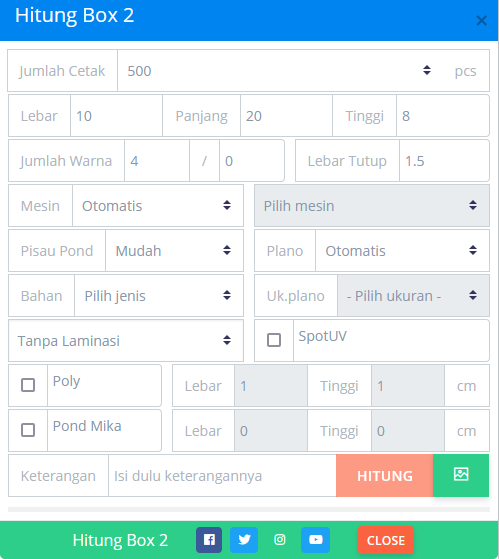 Hitung Box 2 ×
Jumlah Cetak 500 pcs
Lebar 10 Panjang 20 Tinggi 8
Jumlah Warna 4 / 0 Lebar Tutup 1.5
Mesin Otomatis Pilih mesin
Pisau Pond Mudah Plano Otomatis
Bahan Pilih jenis Uk.plano - Pilih ukuran -
Tanpa Laminasi SpotUV
Poly Lebar 1 Tinggi 1 cm
Pond Mika Lebar 0 Tinggi 0 cm
Keterangan Isi dulu keterangannya HITUNG
Hitung Box 2 CLOSE